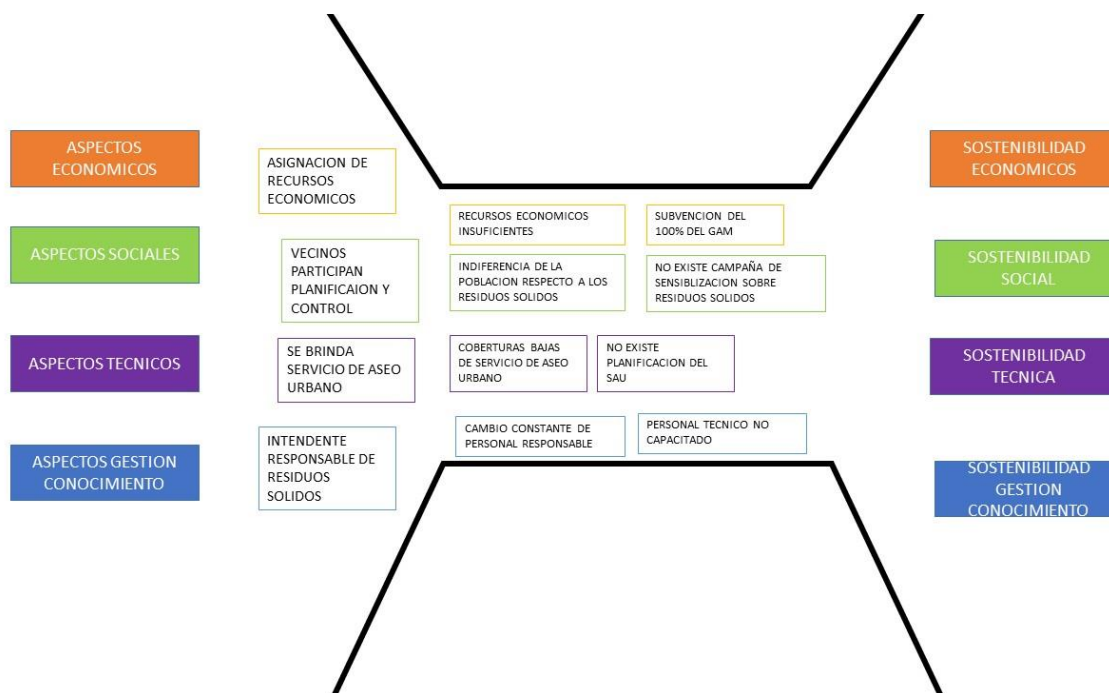 ASPECTOS
ECONOMICOS
ASIGNACION DE
RECURSOS
ECONOMICOS
RECURSOS ECONOMICOS
INSUFICIENTES
SUBVENCION DEL
100% DEL GAM
SOSTENIBILIDAD
ECONOMICOS
ASPECTOS SOCIALES
VECINOS
PARTICIPAN
PLANIFICAION Y
CONTROL
INDIFERENCIA DE LA
POBLACION RESPECTO A LOS
RESIDUOS SOLIDOS
NO EXISTE CAMPAÑA DE
SENSIBLIZACION SOBRE
RESIDUOS SOLIDOS
SOSTENIBILIDAD
SOCIAL
ASPECTOS TECNICOS
SE BRINDA
SERVICIO DE ASEO
URBANO
COBERTURAS BAJAS
DE SERVICIO DE ASEO
URBANO
NO EXISTE
PLANIFICACION DEL
SAU
SOSTENIBILIDAD
TECNICA
ASPECTOS GESTION
CONOCIMIENTO
INTENDENTE
RESPONSABLE DE
RESIDUOS
SOLIDOS
CAMBIO CONSTANTE DE
PERSONAL RESPONSABLE
PERSONAL TECNICO NO
CAPACITADO
SOSTENIBILIDAD
GESTION
CONOCIMIENTO